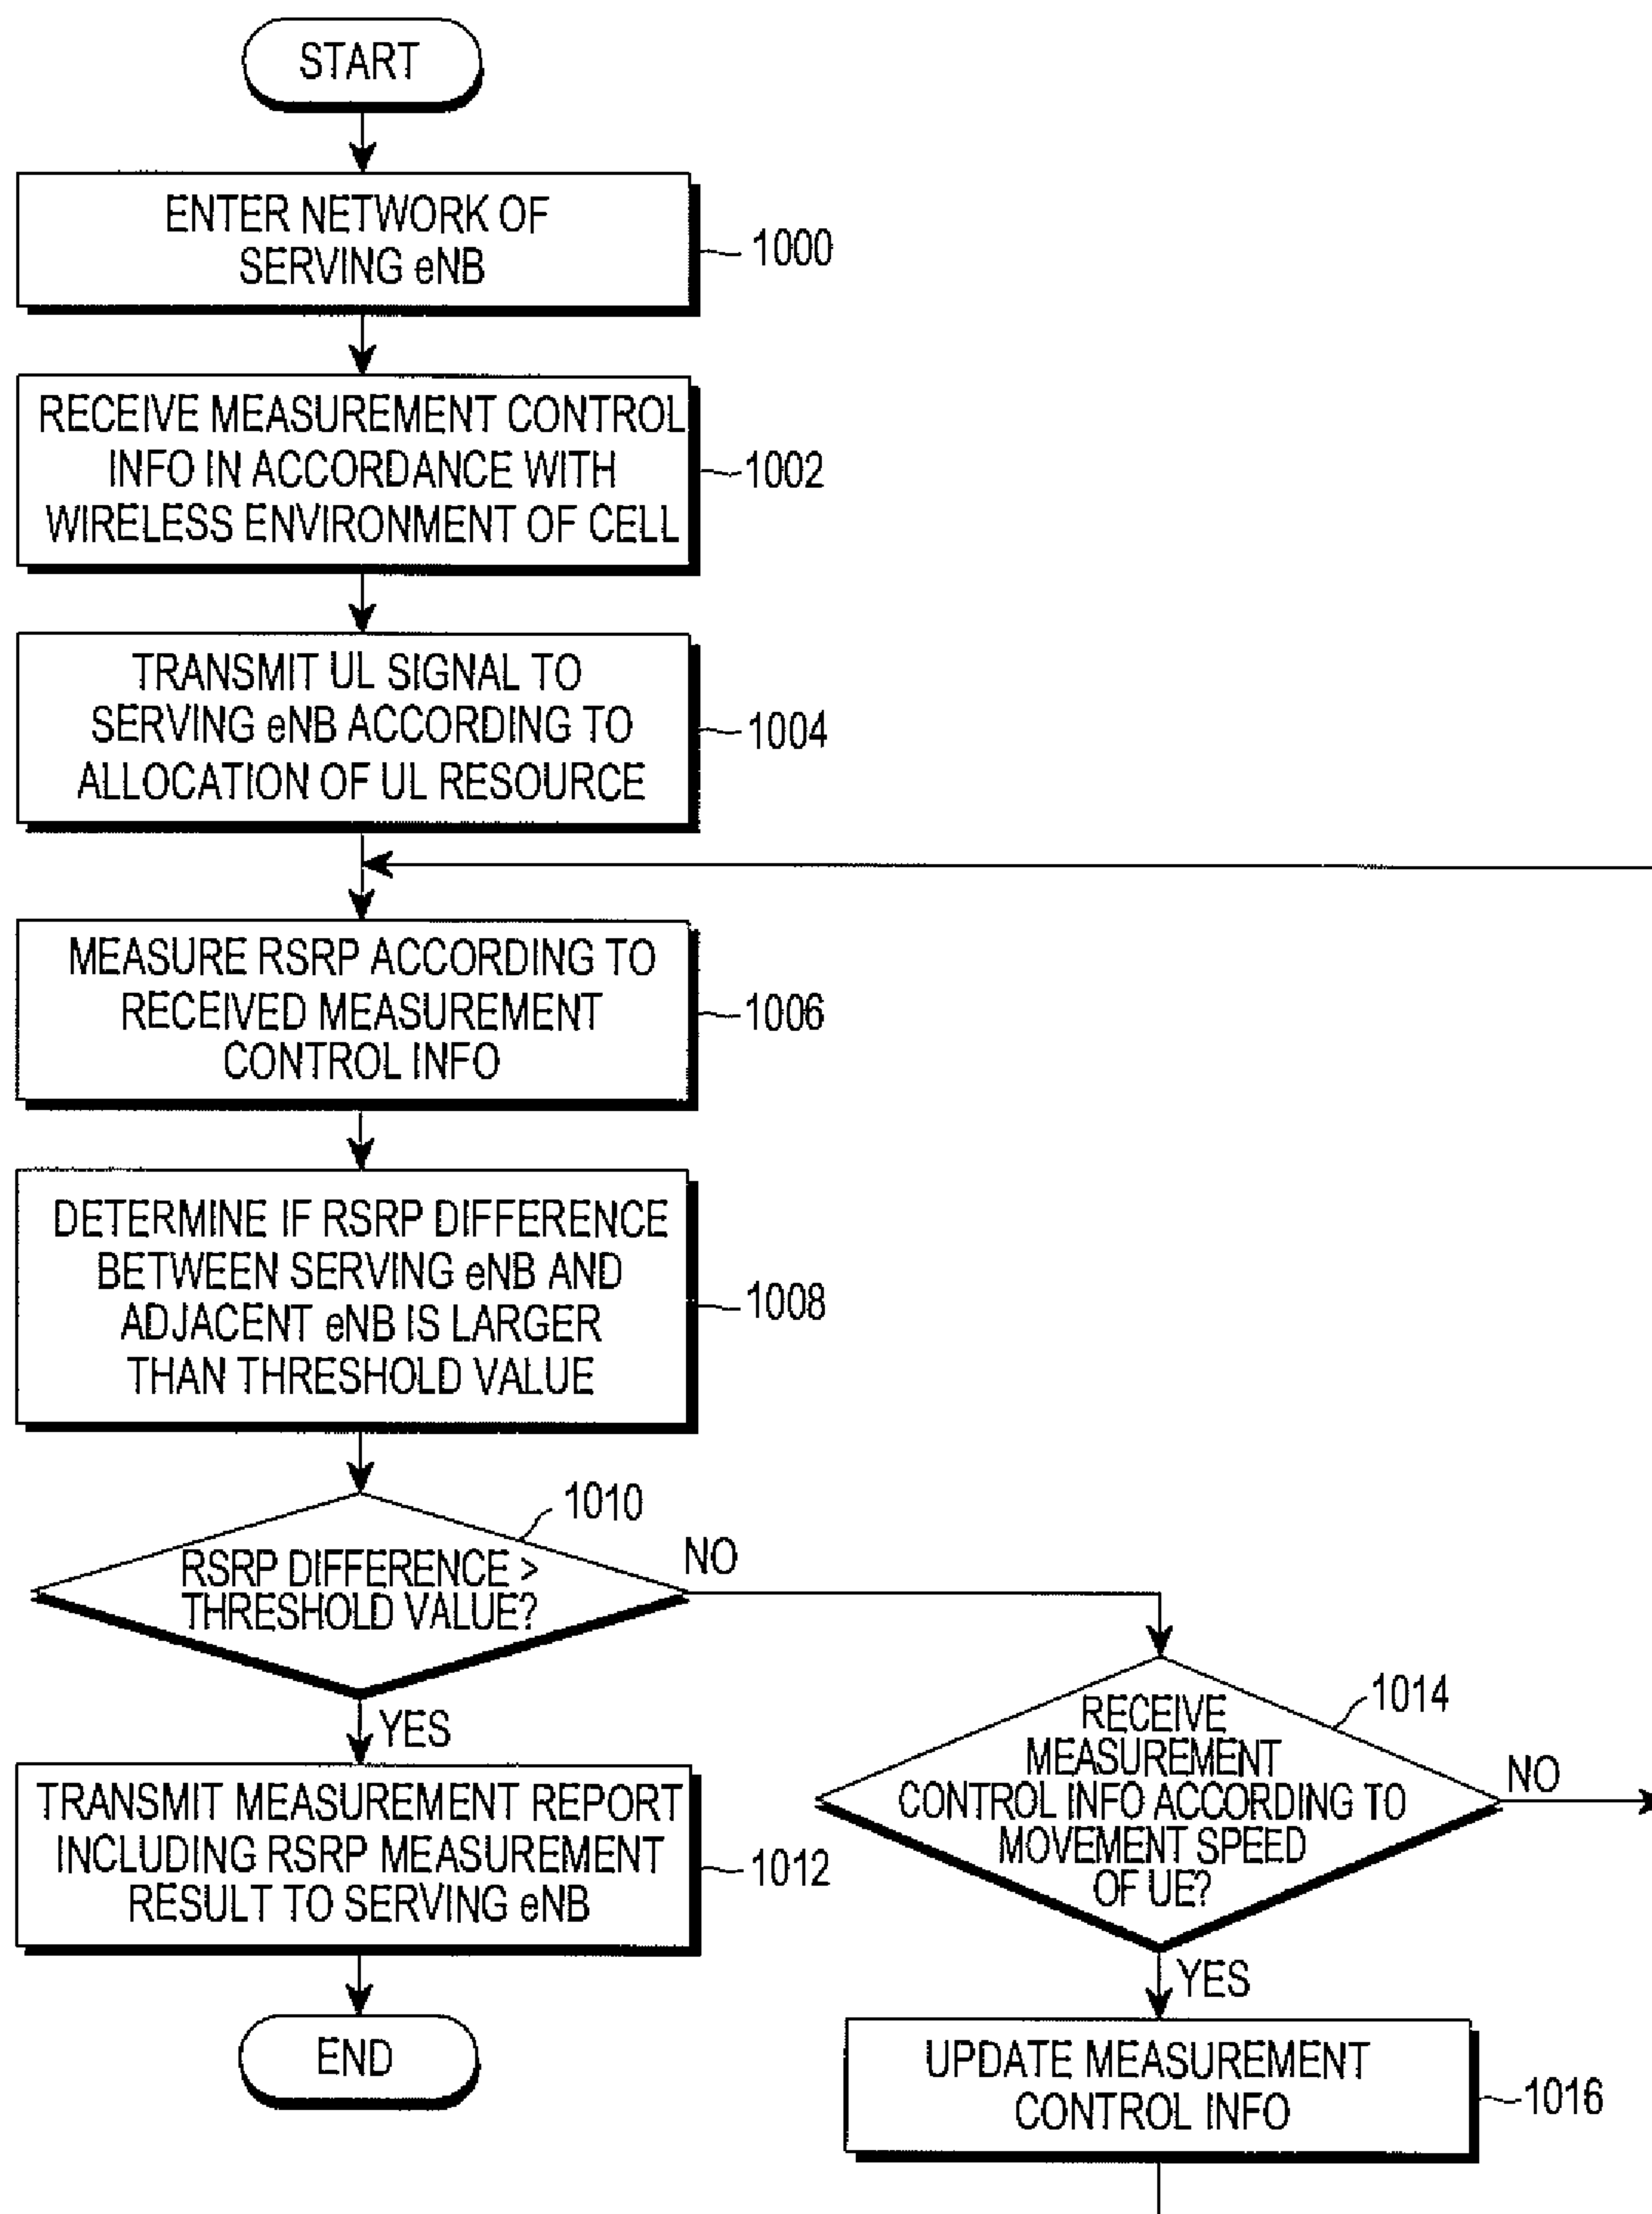 START
ENTER NETWORK OF
SERVING eNB
1000
RECEIVE MEASUREMENT CONTROL
INFO IN ACCORDANCE WITH
WIRELESS ENVIRONMENT OF CELL
1002
TRANSMIT UL SIGNAL TO
SERVING eNB ACCORDING TO
ALLOCATION OF UL RESOURCE
1004
MEASURE RSRP ACCORDING TO
RECEIVED MEASUREMENT
CONTROL INFO
1006
DETERMINE IF RSRP DIFFERENCE
BETWEEN SERVING eNB AND
ADJACENT eNB IS LARGER
THAN THRESHOLD VALUE
1008
1010
RSRP DIFFERENCE >
THRESHOLD VALUE?
NO
YES
TRANSMIT MEASUREMENT REPORT
INCLUDING RSRP MEASUREMENT
RESULT TO SERVING eNB
1012
END
1014
RECEIVE
MEASUREMENT
CONTROL INFO ACCORDING TO
MOVEMENT SPEED
OF UE?
NO
YES
UPDATE MEASUREMENT
CONTROL INFO
1016